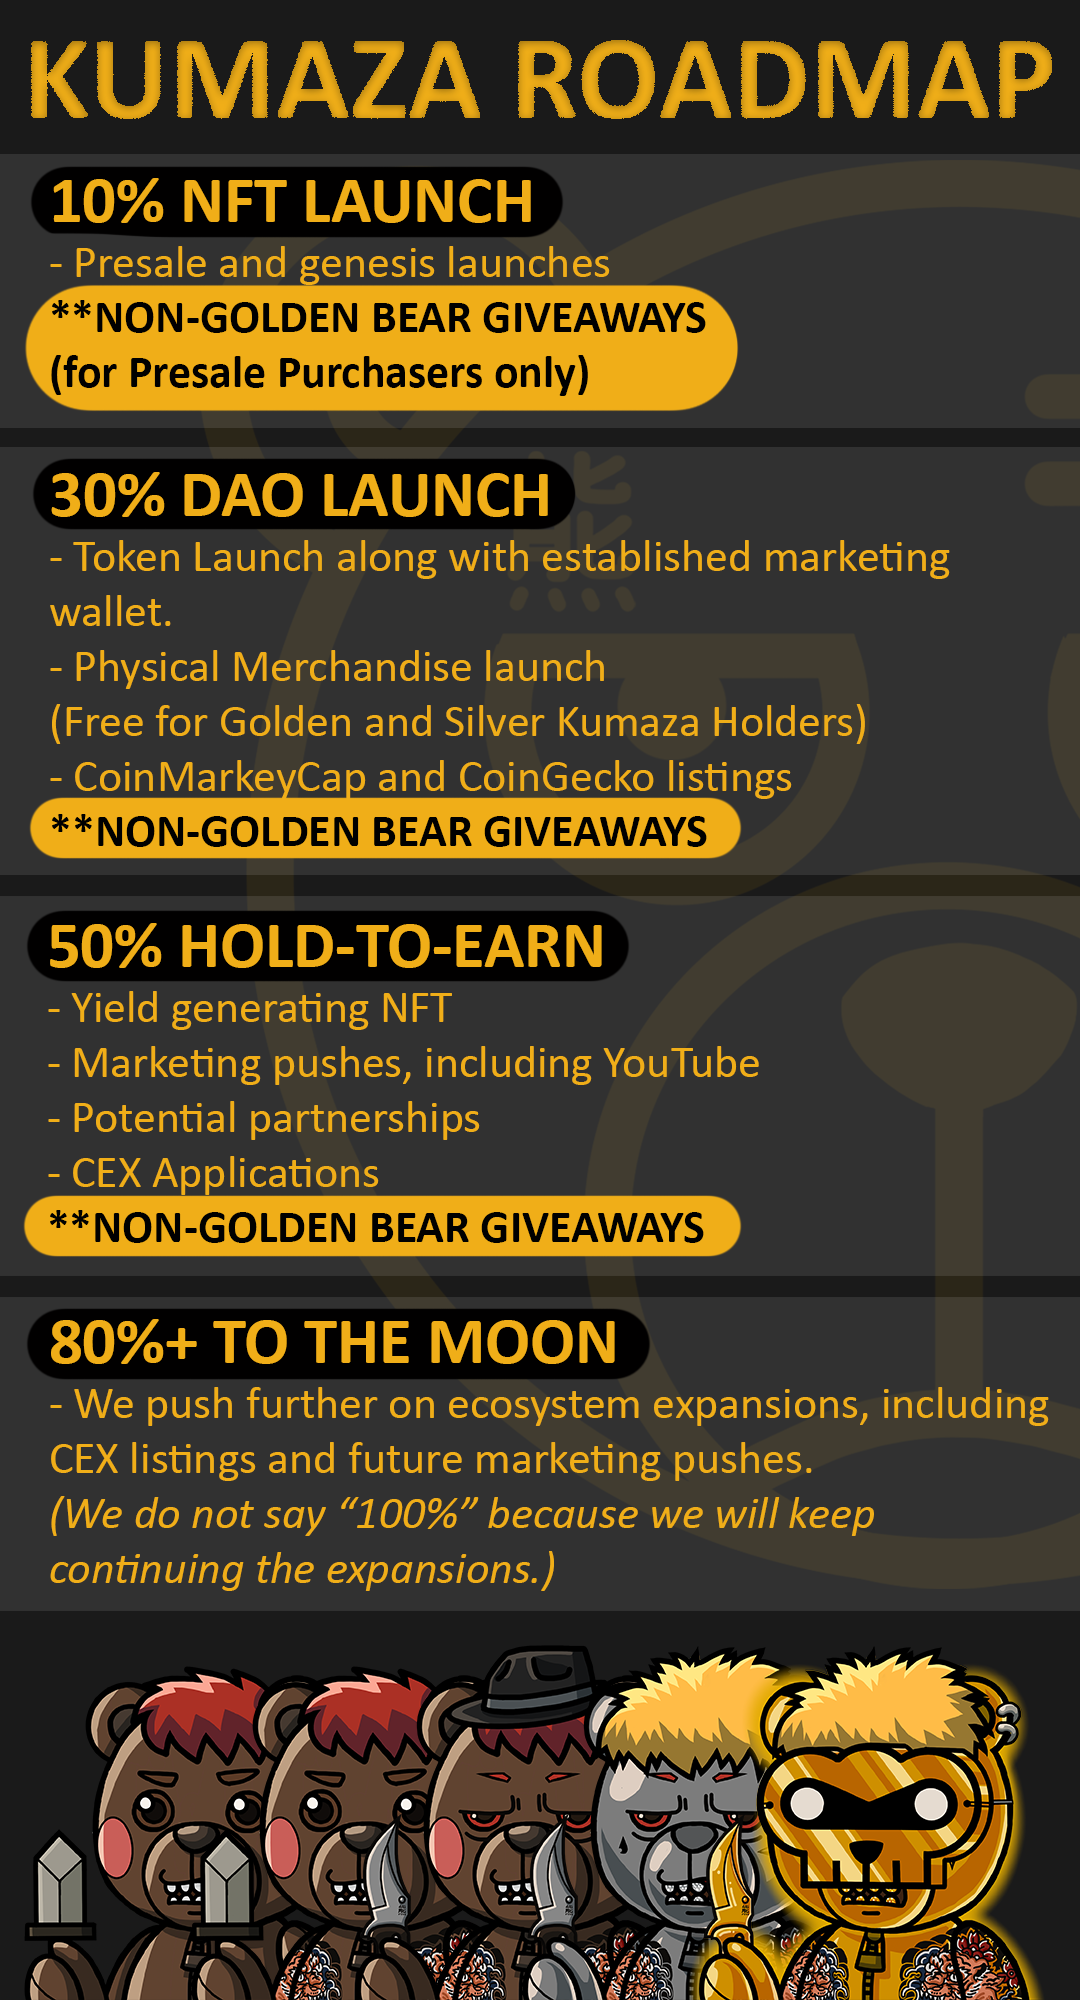 KUMAZA ROADMAP
10% NFT LAUNCH
- Presale and genesis launches
**NON-GOLDEN BEAR GIVEAWAYS
(for Presale Purchasers only)
30% DAO LAUNCH
- Token Launch along with established marketing
wallet.
- Physical Merchandise launch
(Free for Golden and Silver Kumaza Holders)
- CoinMarkeyCap and CoinGecko listings
**NON-GOLDEN BEAR GIVEAWAYS
50% HOLD-TO-EARN
- Yield generating NFT
- Marketing pushes, including YouTube
- Potential partnerships
- CEX Applications
**NON-GOLDEN BEAR GIVEAWAYS
80%+ TO THE MOON
- We push further on ecosystem expansions, including
CEX listings and future marketing pushes.
(We do not say “100%” because we will keep
continuing the expansions.)
熊